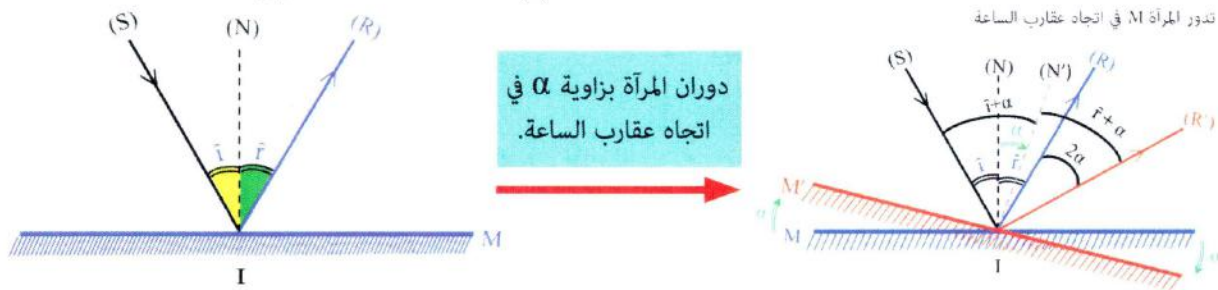 (S)
(N)
(R)
î
r̂
M
I
دوران المرآة بزاوية α في
اتجاه عقارب الساعة.
تدور المرآة M في اتجاه عقارب الساعة
(S)
(N)
(N')
(R)
(R')
î+α
r̂+α
α
2α
î
M'
α
M
I
α